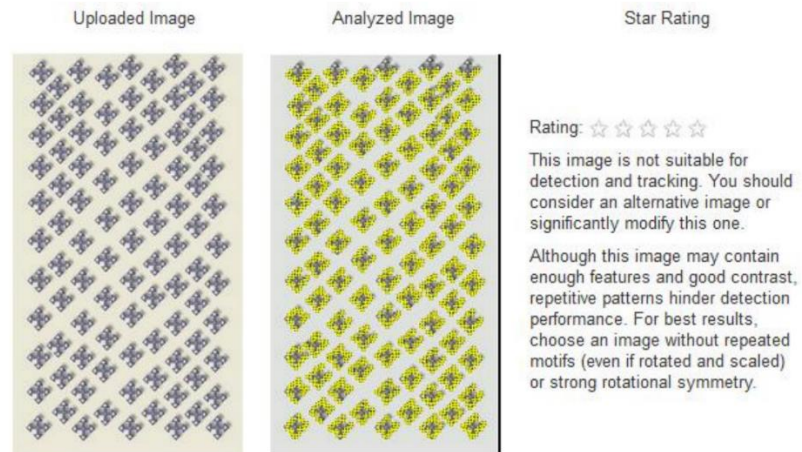 Uploaded Image
Analyzed Image
Star Rating
Rating:
This image is not suitable for
detection and tracking. You should
consider an alternative image or
significantly modify this one.
Although this image may contain
enough features and good contrast,
repetitive patterns hinder detection
performance. For best results,
choose an image without repeated
motifs (even if rotated and scaled)
or strong rotational symmetry.